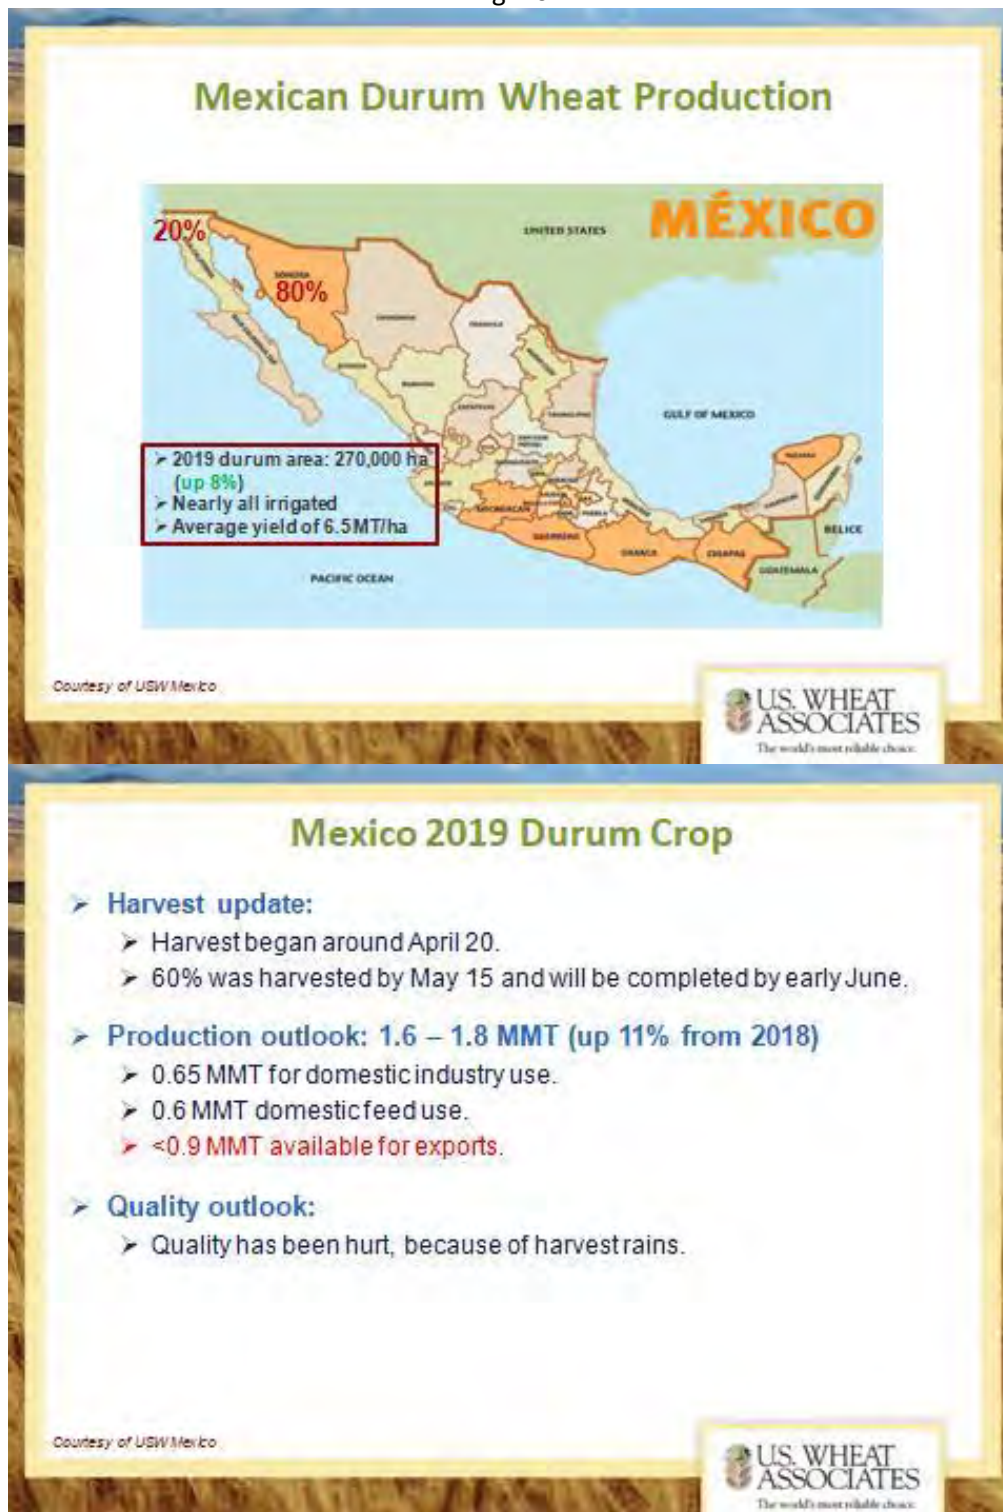 Mexican Durum Wheat Production
MÉXICO
UNITED STATES
20%
SONORA
80%
GULF OF MEXICO
➢ 2019 durum area: 270,000 ha
(up 8%)
➢ Nearly all irrigated
➢ Average yield of 6.5MT/ha
MICHOACAN
GUERRERO
OAXACA
CHIAPAS
PUEBLA
BELICE
GUATEMALA
PACIFIC OCEAN
Courtesy of USW Mexico
U.S. WHEAT
ASSOCIATES
The world's most reliable choice.
Mexico 2019 Durum Crop
➢ Harvest update:
➢ Harvest began around April 20.
➢ 60% was harvested by May 15 and will be completed by early June.
➢ Production outlook: 1.6 – 1.8 MMT (up 11% from 2018)
➢ 0.65 MMT for domestic industry use.
➢ 0.6 MMT domestic feed use.
➢ <0.9 MMT available for exports.
➢ Quality outlook:
➢ Quality has been hurt, because of harvest rains.
Courtesy of USW Mexico
U.S. WHEAT
ASSOCIATES
The world's most reliable choice.